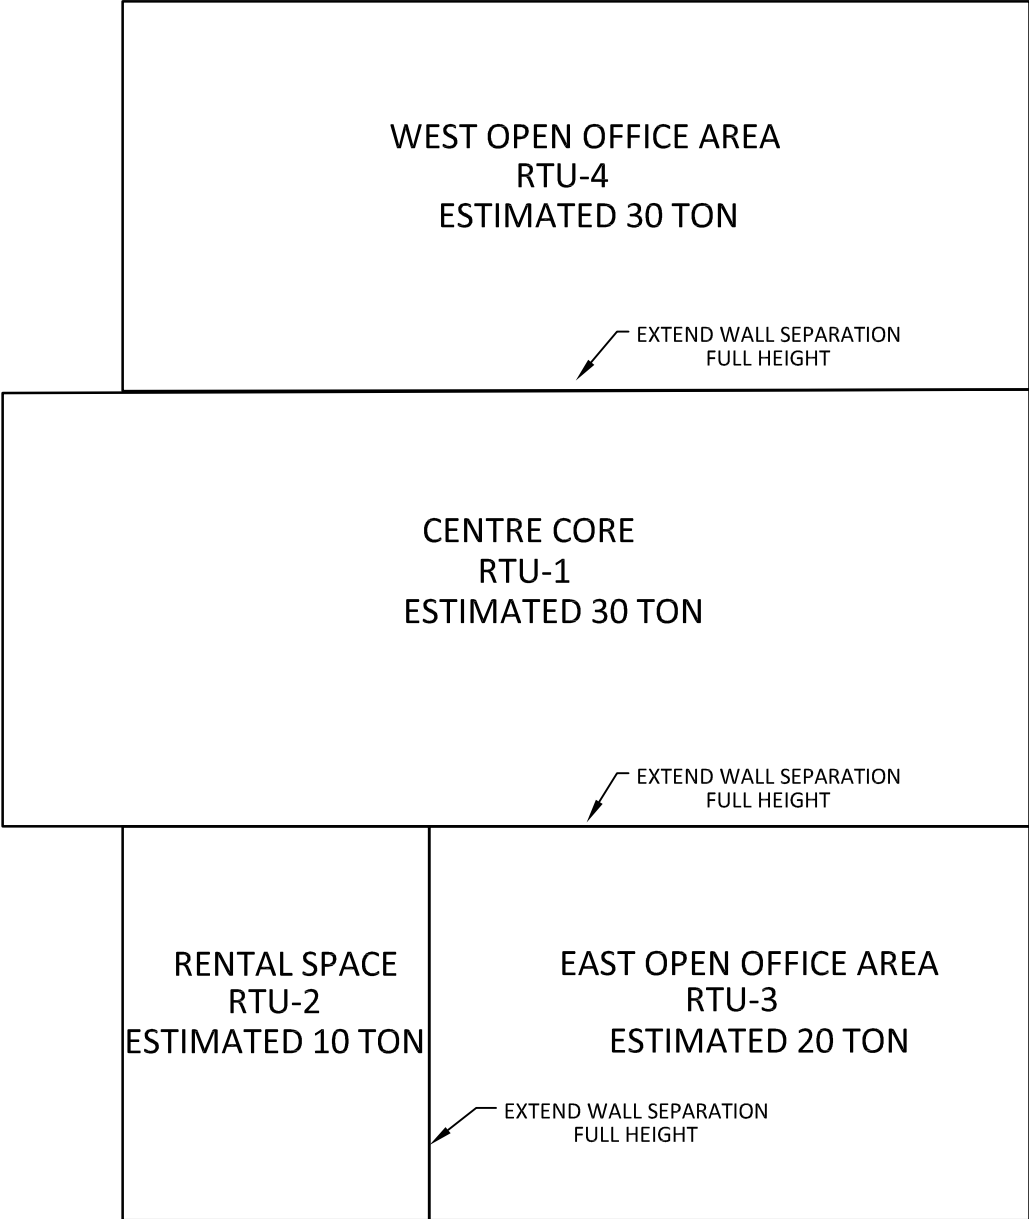 WEST OPEN OFFICE AREA
RTU-4
ESTIMATED 30 TON
EXTEND WALL SEPARATION
FULL HEIGHT
CENTRE CORE
RTU-1
ESTIMATED 30 TON
EXTEND WALL SEPARATION
FULL HEIGHT
RENTAL SPACE
RTU-2
ESTIMATED 10 TON
EAST OPEN OFFICE AREA
RTU-3
ESTIMATED 20 TON
EXTEND WALL SEPARATION
FULL HEIGHT